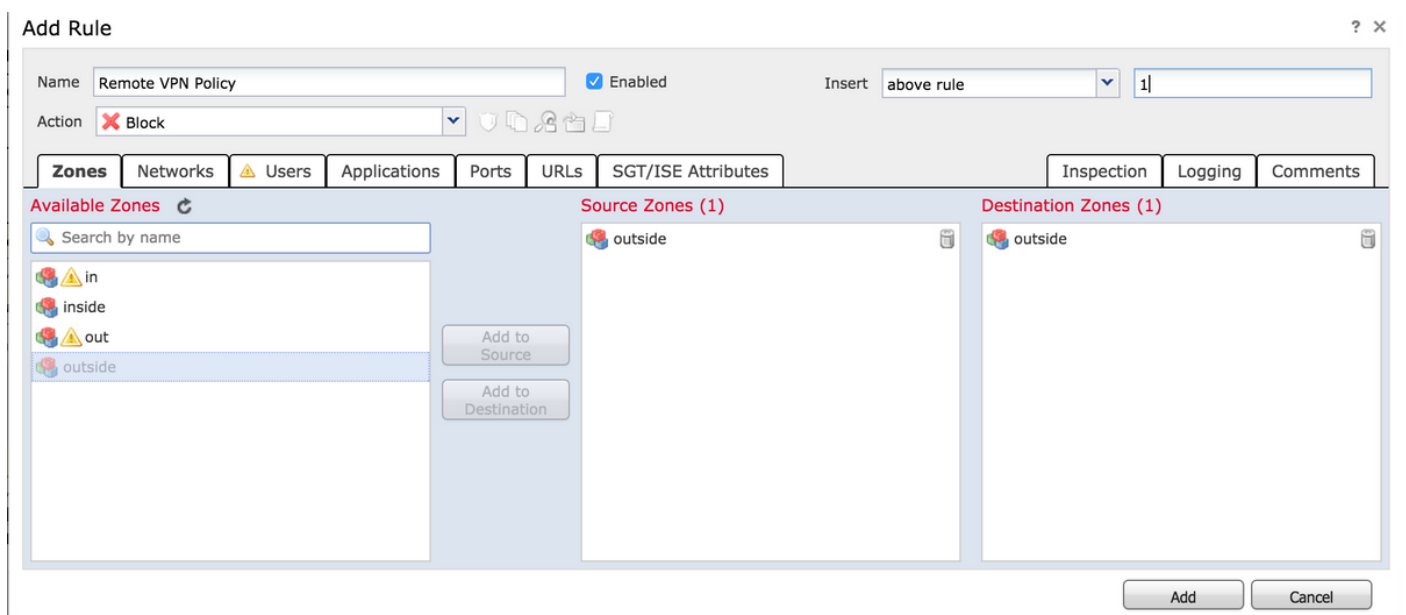 Add Rule
?
Name Remote VPN Policy Enabled Insert above rule 1
Action Block
Zones Networks Users Applications Ports URLs SGT/ISE Attributes Inspection Logging Comments
Available Zones Source Zones (1) Destination Zones (1)
Search by name outside outside
in
inside
out
outside
Add to
Source
Add to
Destination
Add Cancel